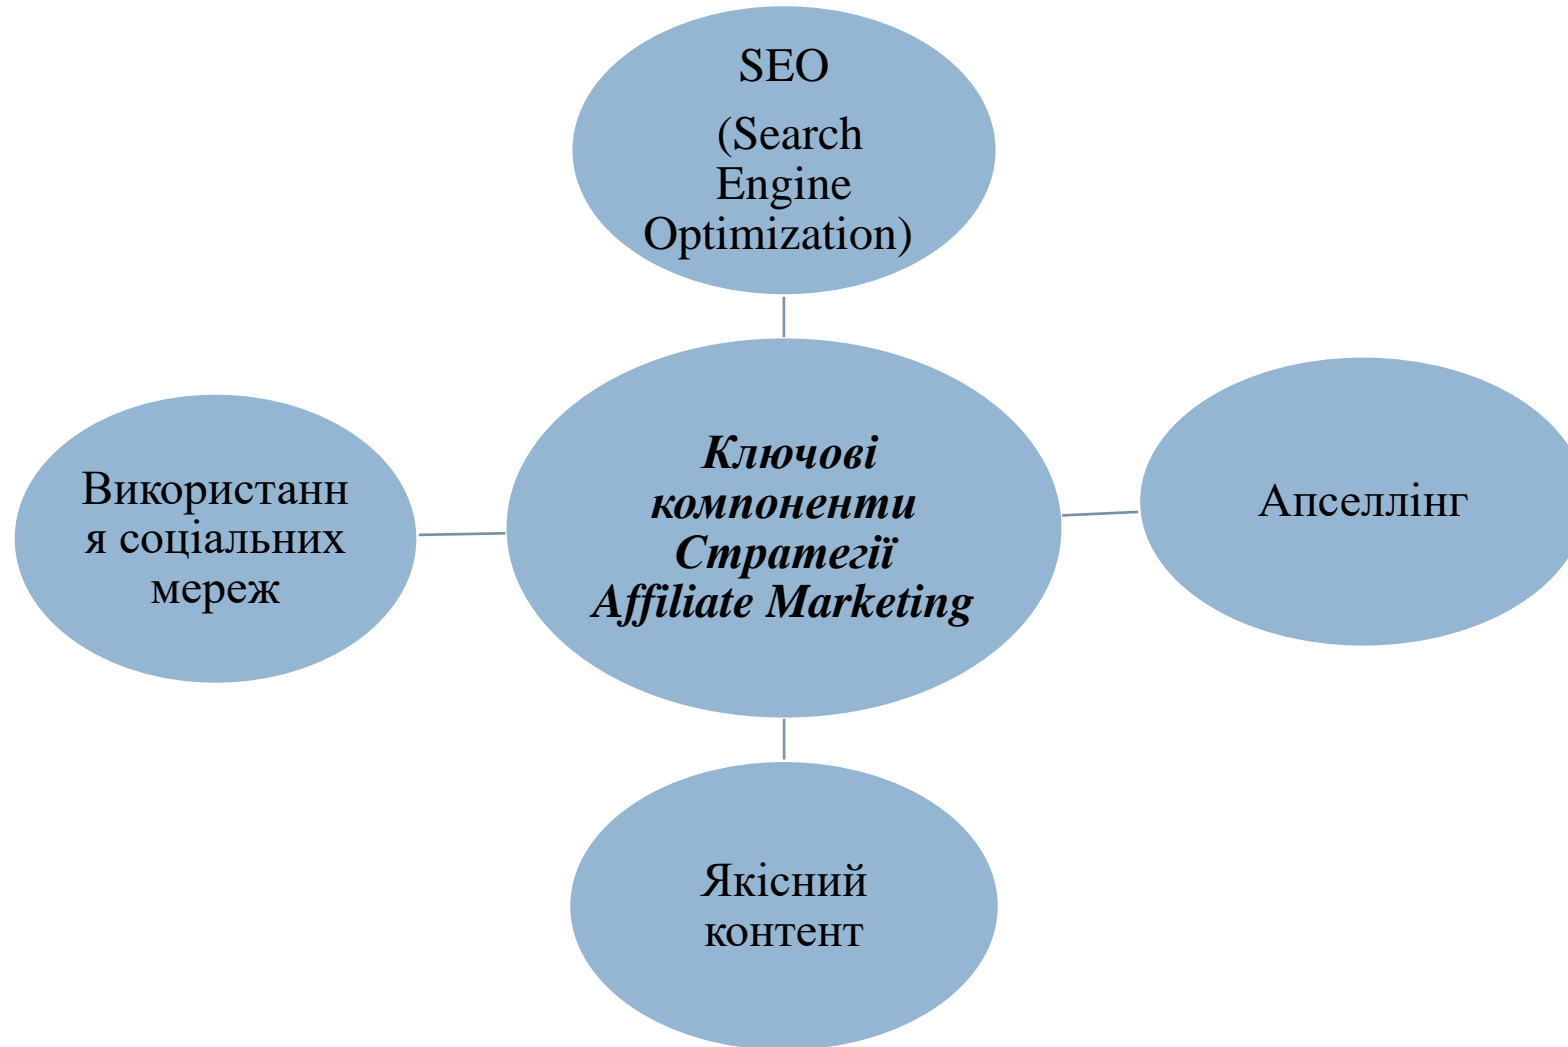 SEO
(Search
Engine
Optimization)
Використанн
я соціальних
мереж
Ключові
компоненти
Стратегії
Affiliate Marketing
Апселлінг
Якісний
контент